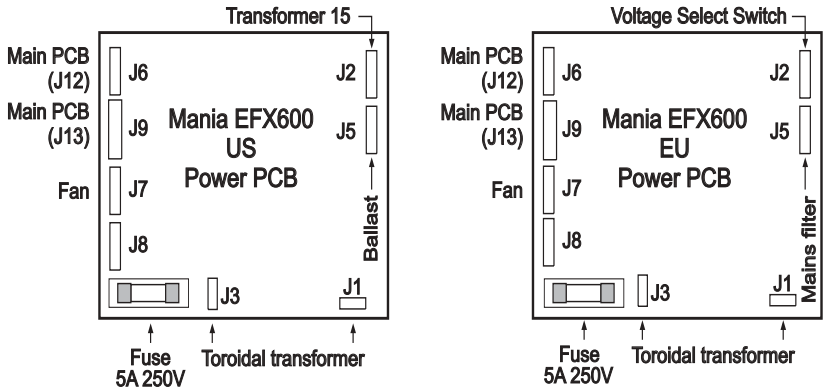 Transformer 15
Main PCB
(J12)
J6
J2
Main PCB
(J13)
J9
J5
Mania EFX600
US
Power PCB
Fan
J7
J8
Ballast
J3
J1
Fuse
5A 250V
Toroidal transformer
Voltage Select Switch
Main PCB
(J12)
J6
J2
Main PCB
(J13)
J9
J5
Mania EFX600
EU
Power PCB
Fan
J7
J8
Mains filter
J3
J1
Fuse
5A 250V
Toroidal transformer